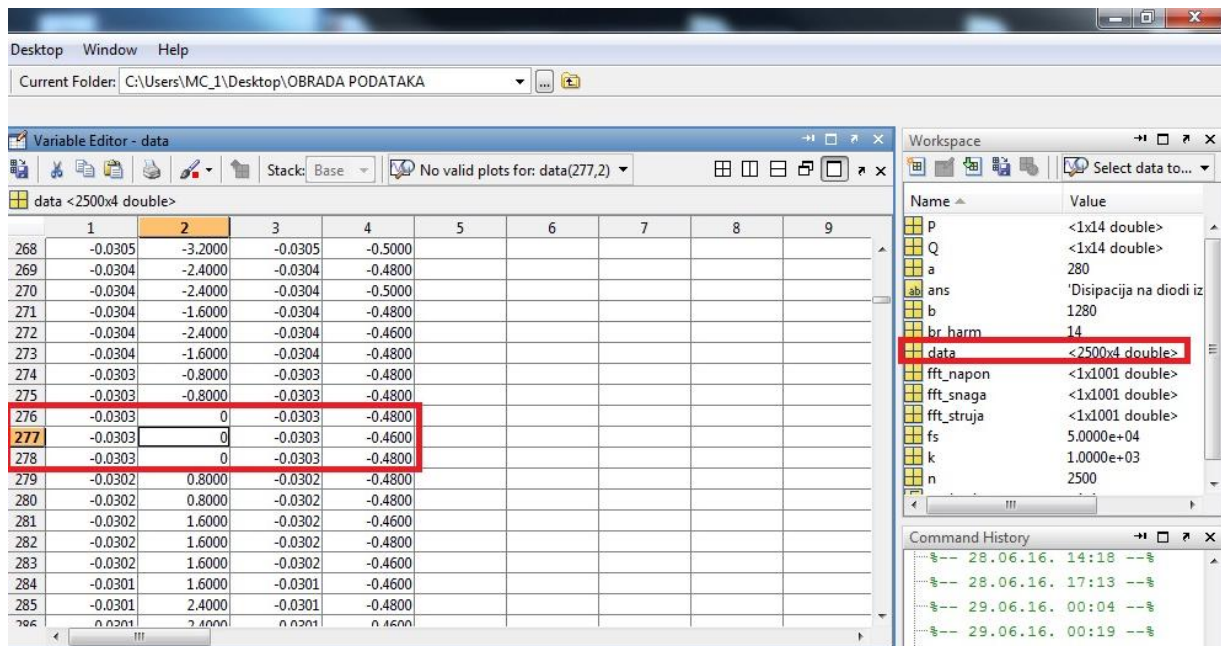 Desktop Window Help
Current Folder: C:\Users\MC_1\Desktop\OBRADA PODATAKA
Variable Editor - data
Stack: Base No valid plots for: data(277,2)
data <2500x4 double>
1 2 3 4 5 6 7 8 9
268 -0.0305 -3.2000 -0.0305 -0.5000
269 -0.0304 -2.4000 -0.0304 -0.4800
270 -0.0304 -2.4000 -0.0304 -0.5000
271 -0.0304 -1.6000 -0.0304 -0.4800
272 -0.0304 -2.4000 -0.0304 -0.4600
273 -0.0304 -1.6000 -0.0304 -0.4800
274 -0.0303 -0.8000 -0.0303 -0.4800
275 -0.0303 -0.8000 -0.0303 -0.4800
276 -0.0303 0 -0.0303 -0.4800
277 -0.0303 0 -0.0303 -0.4600
278 -0.0303 0 -0.0303 -0.4800
279 -0.0302 0.8000 -0.0302 -0.4800
280 -0.0302 0.8000 -0.0302 -0.4800
281 -0.0302 1.6000 -0.0302 -0.4600
282 -0.0302 1.6000 -0.0302 -0.4600
283 -0.0302 1.6000 -0.0302 -0.4600
284 -0.0301 1.6000 -0.0301 -0.4600
285 -0.0301 2.4000 -0.0301 -0.4800
286 0.0301 2.4000 0.0301 0.4600
Workspace
Select data to...
Name Value
P <1x14 double>
Q <1x14 double>
a 280
ans 'Disipacija na diodi iz
b 1280
br_harm 14
data <2500x4 double>
fft_napon <1x1001 double>
fft_snaga <1x1001 double>
fft_struja <1x1001 double>
fs 5.0000e+04
k 1.0000e+03
n 2500
Command History
%-- 28.06.16. 14:18 --%
%-- 28.06.16. 17:13 --%
%-- 29.06.16. 00:04 --%
%-- 29.06.16. 00:19 --%